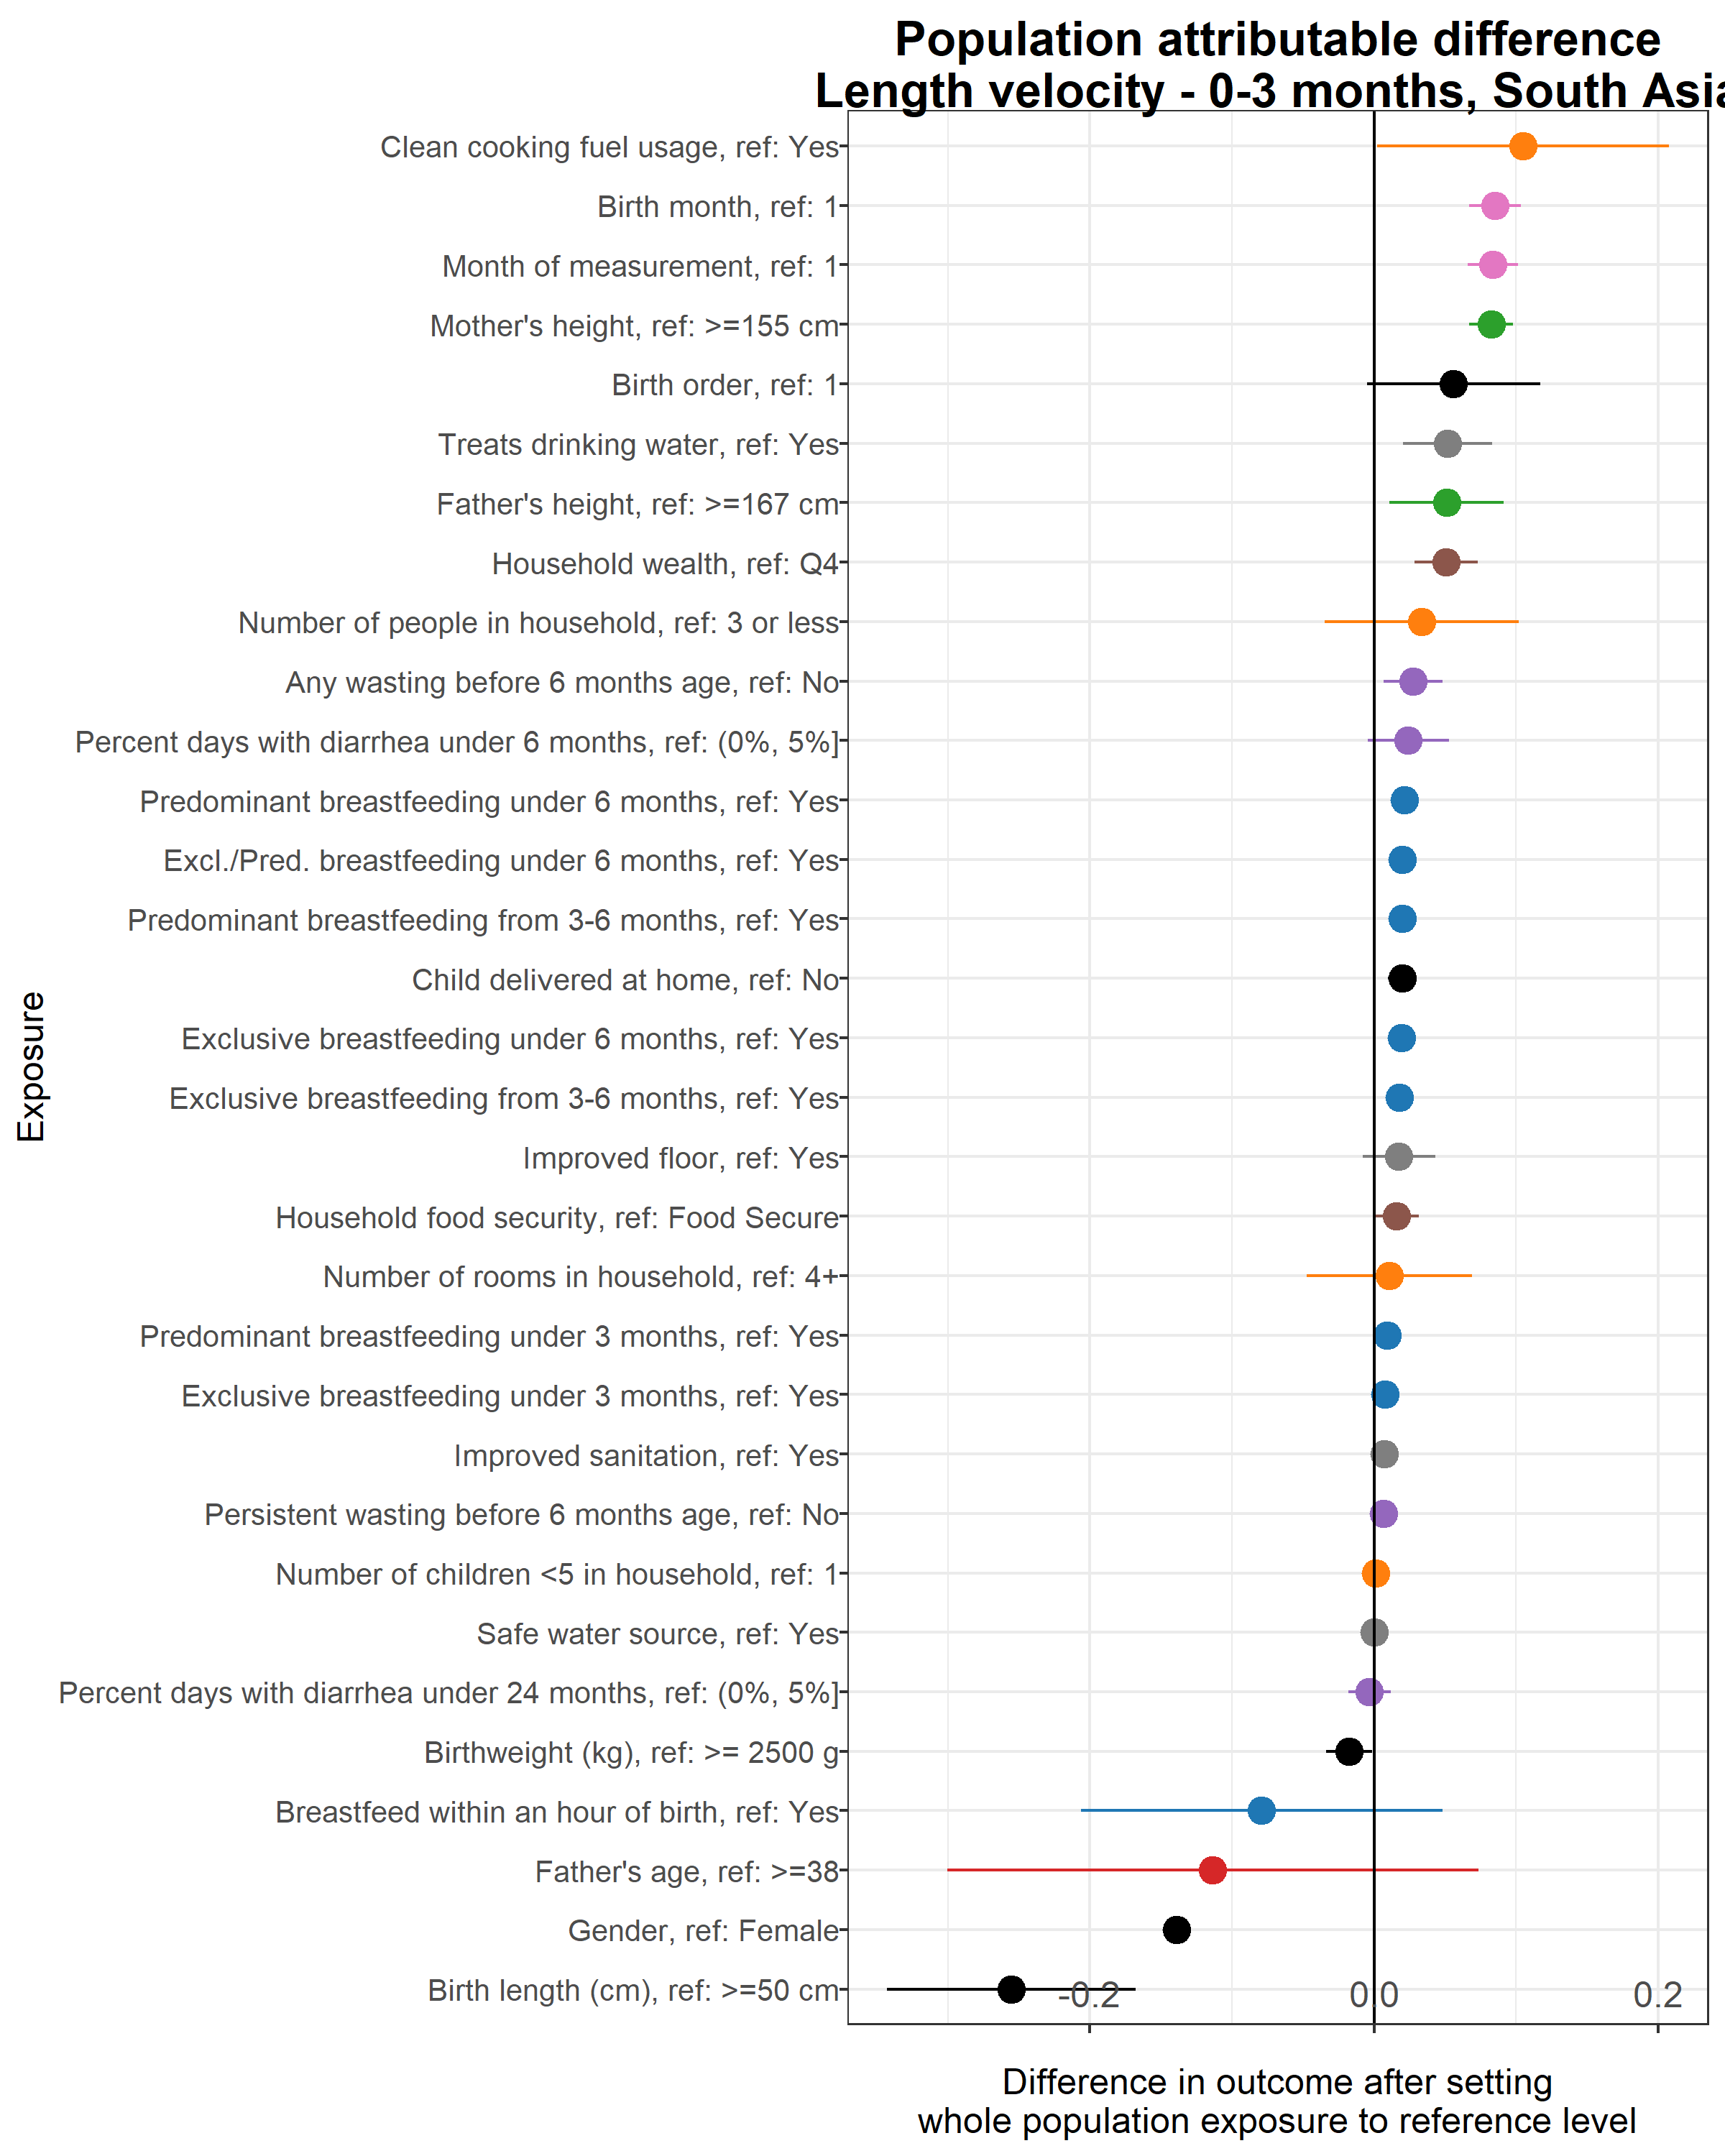 Population attributable difference
Length velocity - 0-3 months, South Asia
Clean cooking fuel usage, ref: Yes
Birth month, ref: 1
Month of measurement, ref: 1
Mother's height, ref: >=155 cm
Birth order, ref: 1
Treats drinking water, ref: Yes
Father's height, ref: >=167 cm
Household wealth, ref: Q4
Number of people in household, ref: 3 or less
Any wasting before 6 months age, ref: No
Percent days with diarrhea under 6 months, ref: (0%, 5%]
Predominant breastfeeding under 6 months, ref: Yes
Excl./Pred. breastfeeding under 6 months, ref: Yes
Predominant breastfeeding from 3-6 months, ref: Yes
Child delivered at home, ref: No
Exclusive breastfeeding under 6 months, ref: Yes
Exclusive breastfeeding from 3-6 months, ref: Yes
Improved floor, ref: Yes
Household food security, ref: Food Secure
Number of rooms in household, ref: 4+
Predominant breastfeeding under 3 months, ref: Yes
Exclusive breastfeeding under 3 months, ref: Yes
Improved sanitation, ref: Yes
Persistent wasting before 6 months age, ref: No
Number of children <5 in household, ref: 1
Safe water source, ref: Yes
Percent days with diarrhea under 24 months, ref: (0%, 5%]
Birthweight (kg), ref: >= 2500 g
Breastfeed within an hour of birth, ref: Yes
Father's age, ref: >=38
Gender, ref: Female
Birth length (cm), ref: >=50 cm
Exposure
-0.2 0.0 0.2
Difference in outcome after setting
whole population exposure to reference level